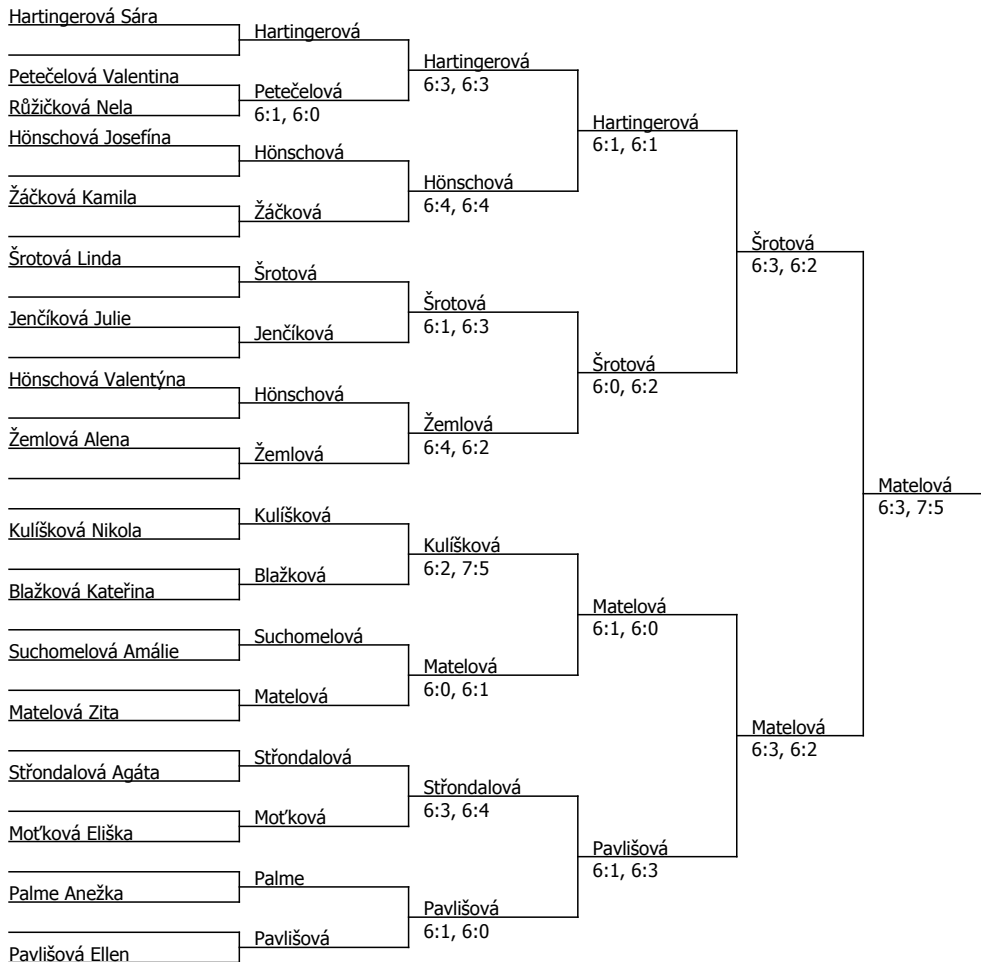 Hartingerová Sára
Petečelová Valentina
Růžičková Nela
Hönschová Josefína
Žáčková Kamila
Šrotová Linda
Jenčíková Julie
Hönschová Valentýna
Žemlová Alena
Kulíšková Nikola
Blažková Kateřina
Suchomelová Amálie
Matelová Zita
Střondalová Agáta
Moťková Eliška
Palme Anežka
Pavlišová Ellen
Hartingerová
Petečelová
6:1, 6:0
Hönschová
Žáčková
Šrotová
Jenčíková
Hönschová
Žemlová
Kulíšková
Blažková
Suchomelová
Matelová
Střondalová
Moťková
Palme
Pavlišová
Hartingerová
6:3, 6:3
Hönschová
6:4, 6:4
Šrotová
6:1, 6:3
Žemlová
6:4, 6:2
Kulíšková
6:2, 7:5
Matelová
6:0, 6:1
Střondalová
6:3, 6:4
Pavlišová
6:1, 6:0
Hartingerová
6:1, 6:1
Šrotová
6:0, 6:2
Matelová
6:1, 6:0
Pavlišová
6:1, 6:3
Šrotová
6:3, 6:2
Matelová
6:3, 6:2
Matelová
6:3, 7:5